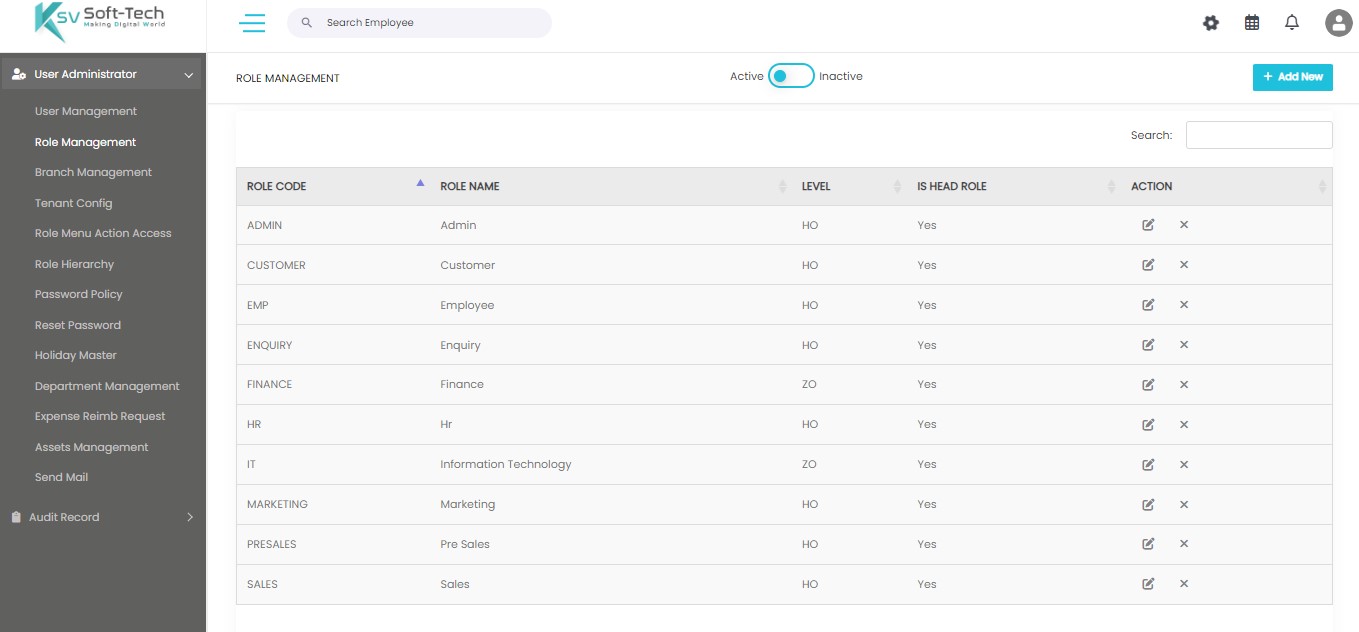 Ksv Soft-Tech
Making Digital World
Search Employee
User Administrator
User Management
Role Management
Branch Management
Tenant Config
Role Menu Action Access
Role Hierarchy
Password Policy
Reset Password
Holiday Master
Department Management
Expense Reimb Request
Assets Management
Send Mail
Audit Record
ROLE MANAGEMENT
Active Inactive
+ Add New
Search:
ROLE CODE ROLE NAME LEVEL IS HEAD ROLE ACTION
ADMIN Admin HO Yes
CUSTOMER Customer HO Yes
EMP Employee HO Yes
ENQUIRY Enquiry HO Yes
FINANCE Finance ZO Yes
HR Hr HO Yes
IT Information Technology ZO Yes
MARKETING Marketing HO Yes
PRESALES Pre Sales HO Yes
SALES Sales HO Yes